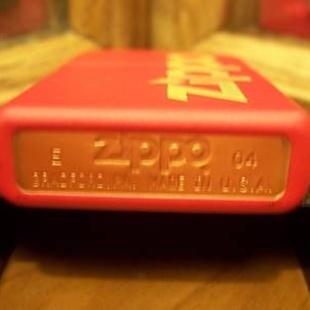 Zippo
E Zippo 04
BRADFORD, PA. MADE IN U.S.A.